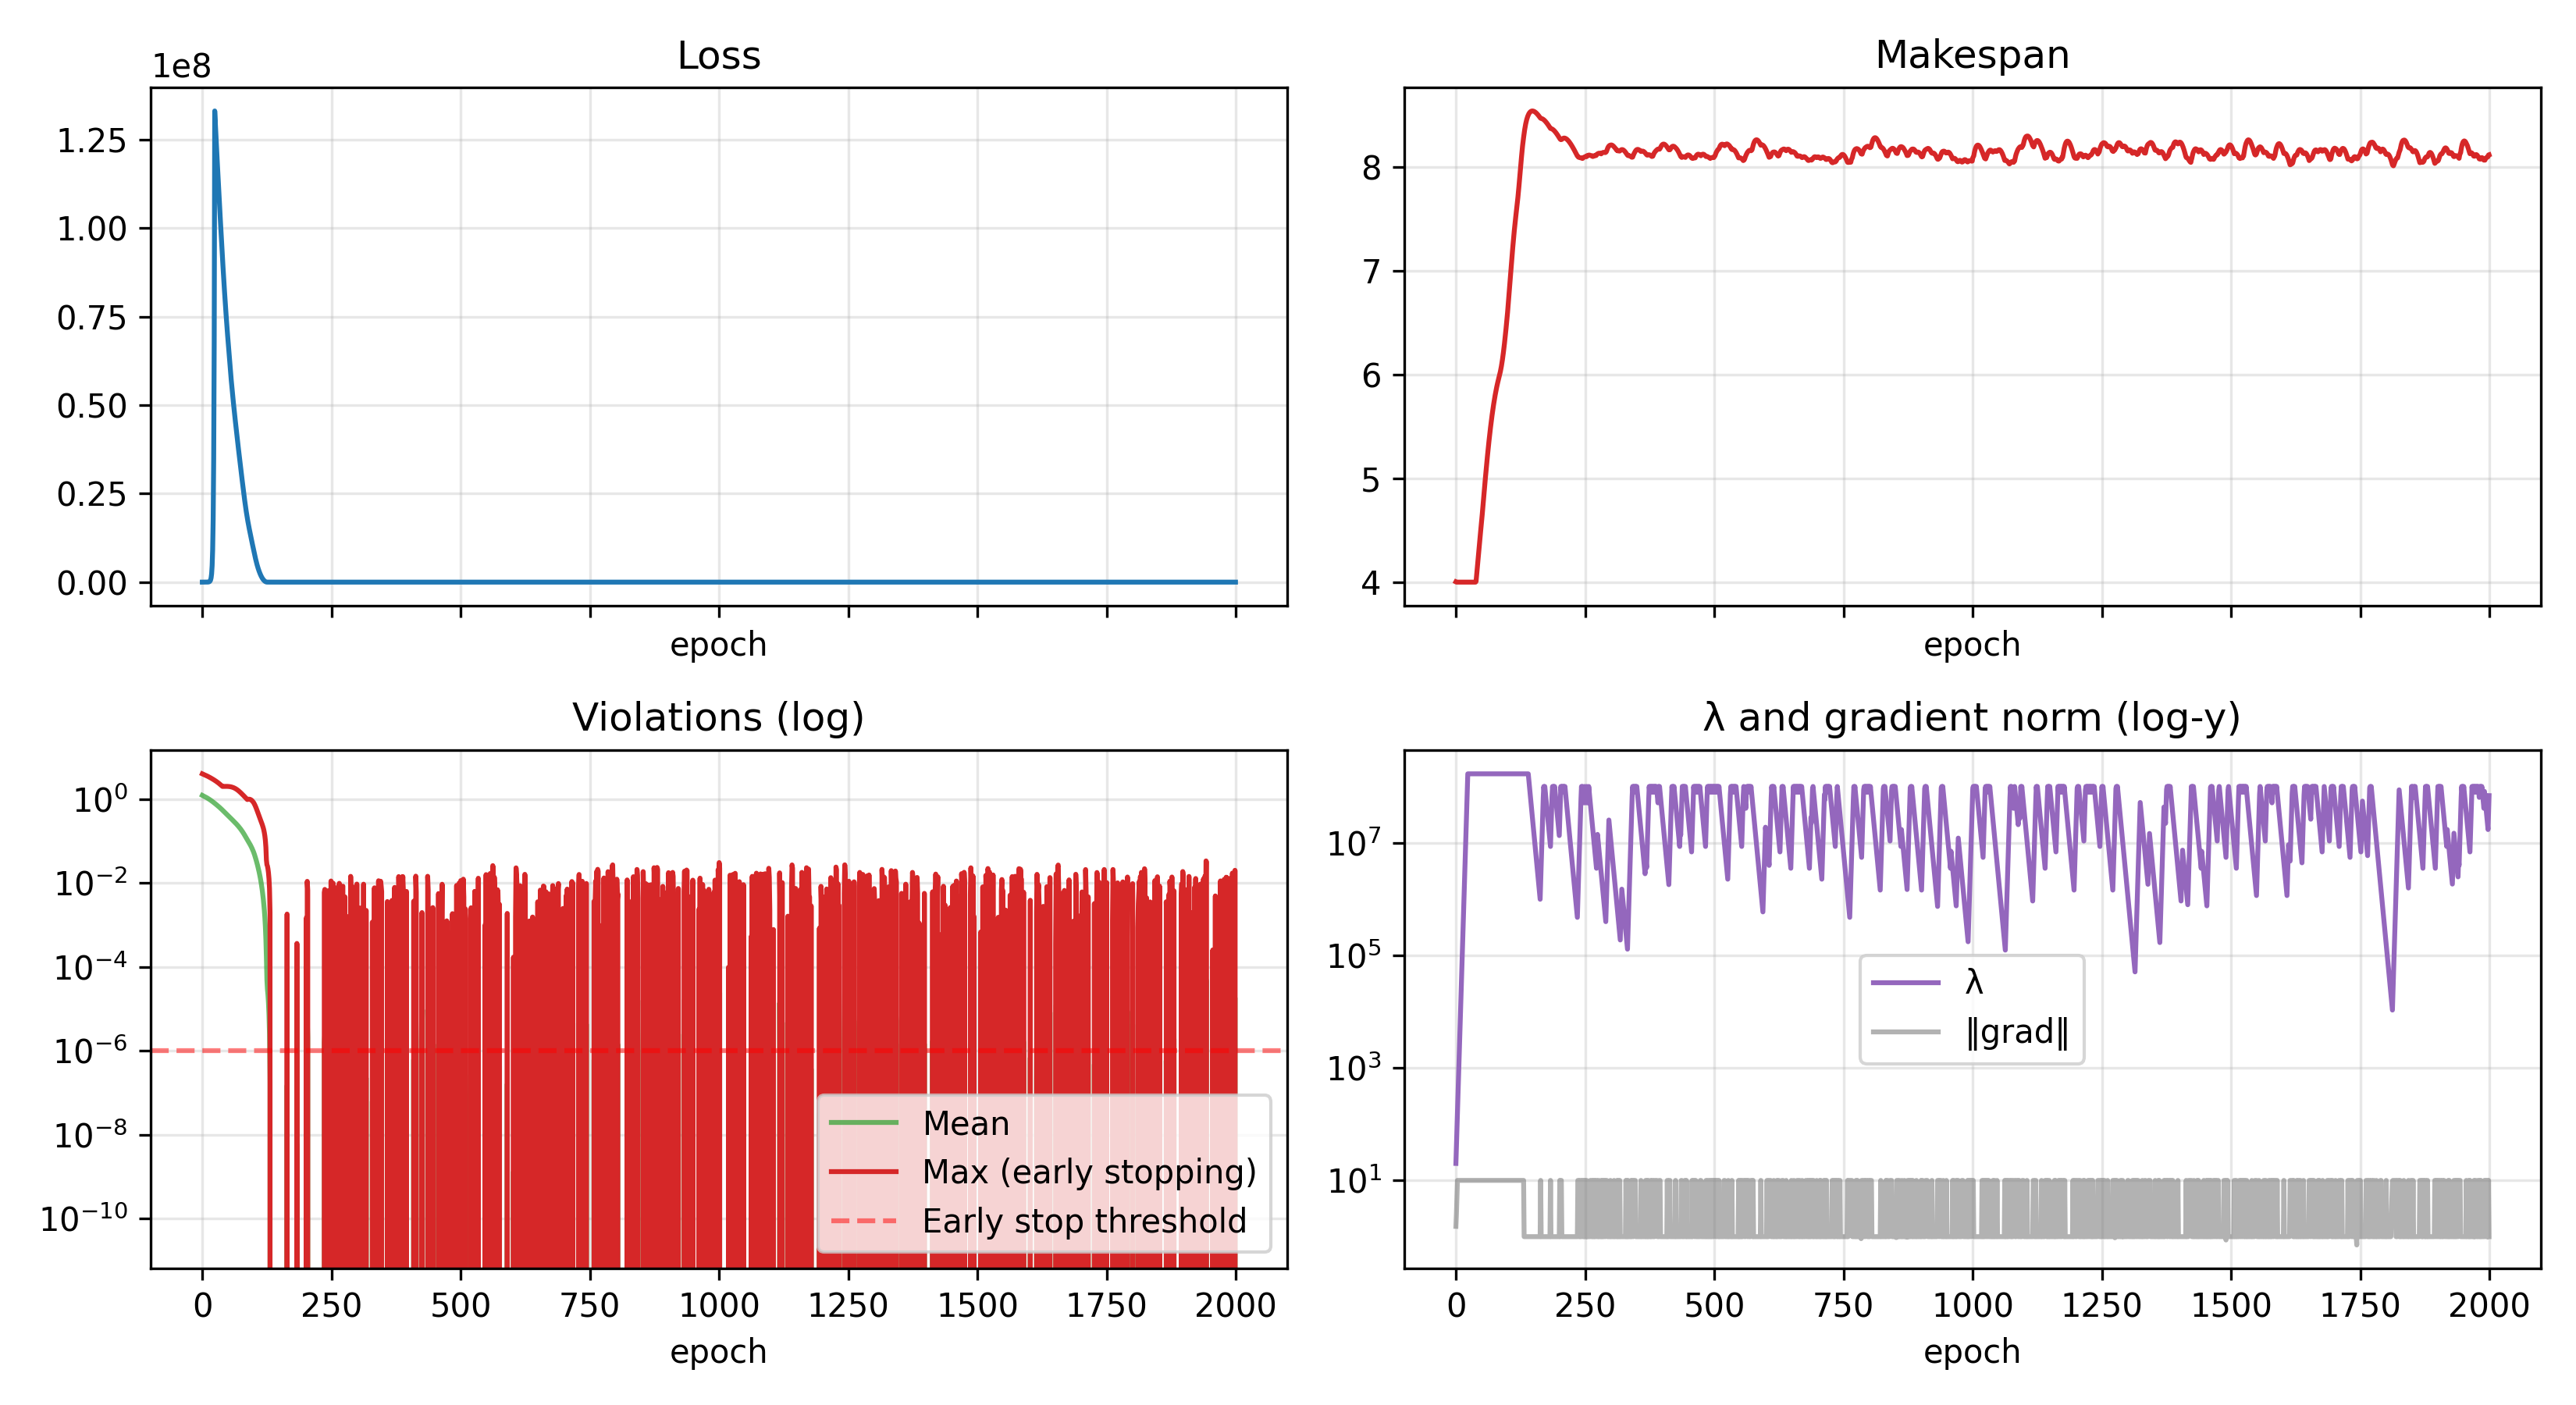 Loss
1e8
1.25
1.00
0.75
0.50
0.25
0.00
epoch
Makespan
8
7
6
5
4
epoch
Violations (log)
10⁰
10⁻²
10⁻⁴
10⁻⁶
10⁻⁸
10⁻¹⁰
Mean
Max (early stopping)
Early stop threshold
0 250 500 750 1000 1250 1500 1750 2000
epoch
λ and gradient norm (log-y)
10⁷
10⁵
10³
10¹
λ
‖grad‖
0 250 500 750 1000 1250 1500 1750 2000
epoch